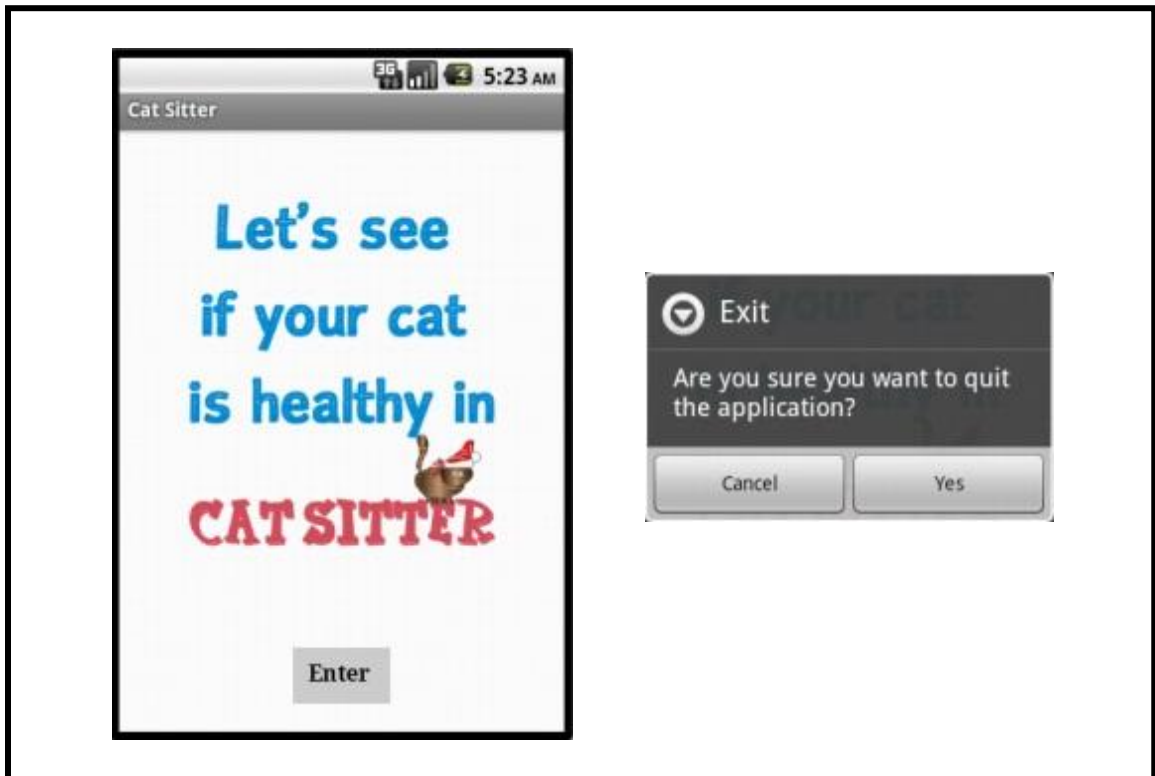 3G 5:23 AM
Cat Sitter
Let's see
if your cat
is healthy in
CAT SITTER
Enter
Exit
Are you sure you want to quit
the application?
Cancel Yes